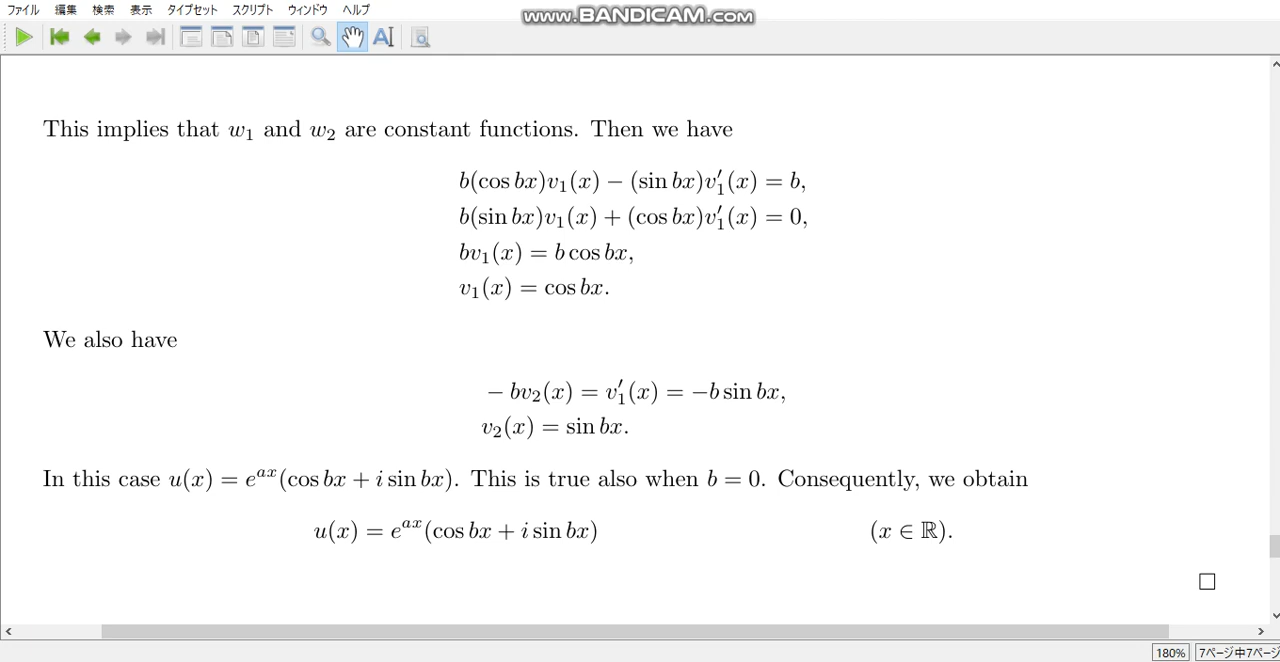 ファイル 編集 検索 表示 タイプセット スクリプト ウィンドウ ヘルプ
www.BANDICAM.com
This implies that w₁ and w₂ are constant functions. Then we have
b(cos bx)v₁(x) − (sin bx)v₁′(x) = b,
b(sin bx)v₁(x) + (cos bx)v₁′(x) = 0,
bv₁(x) = b cos bx,
v₁(x) = cos bx.
We also have
− bv₂(x) = v₁′(x) = −b sin bx,
v₂(x) = sin bx.
In this case u(x) = eᵃˣ(cos bx + i sin bx). This is true also when b = 0. Consequently, we obtain
u(x) = eᵃˣ(cos bx + i sin bx) (x ∈ ℝ).
□
180% 7ページ中7ページ